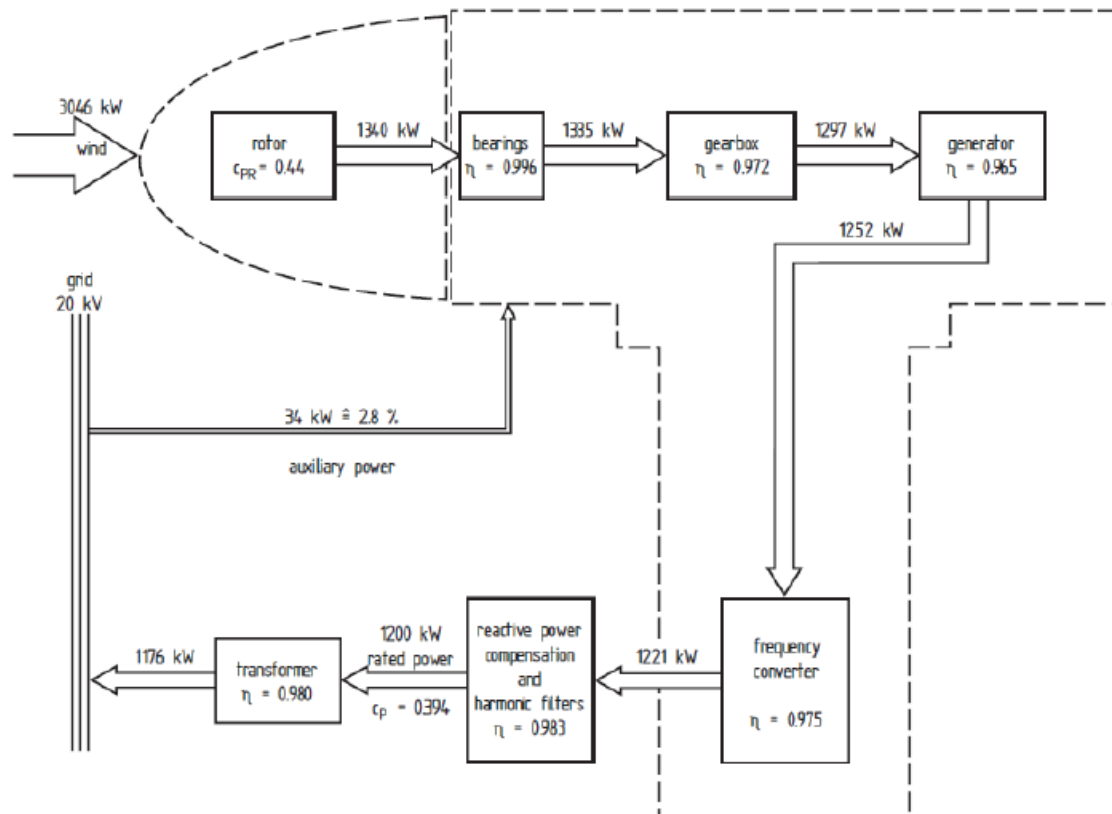 3046 kW
wind
rotor
cPR = 0.44
1340 kW
bearings
η = 0.996
1335 kW
gearbox
η = 0.972
1297 kW
generator
η = 0.965
1252 kW
grid
20 kV
34 kW ≙ 2.8 %
auxiliary power
1176 kW
transformer
η = 0.980
1200 kW
rated power
cp = 0.394
reactive power
compensation
and
harmonic filters
η = 0.983
1221 kW
frequency
converter
η = 0.975